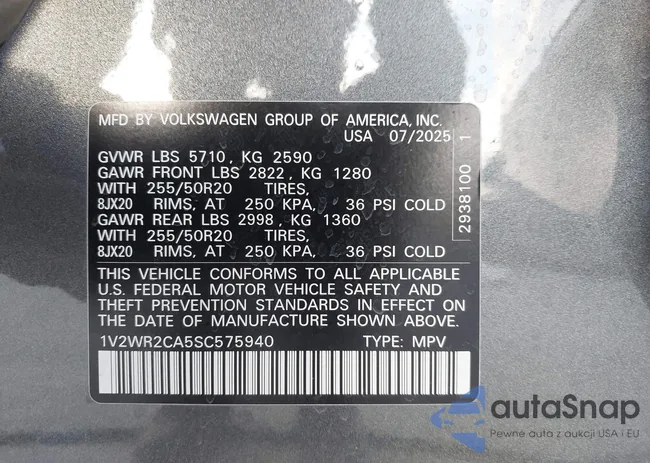 MFD BY VOLKSWAGEN GROUP OF AMERICA, INC.
USA 07/2025
GVWR LBS 5710, KG 2590
GAWR FRONT LBS 2822, KG 1280
WITH 255/50R20 TIRES,
8JX20 RIMS, AT 250 KPA, 36 PSI COLD
GAWR REAR LBS 2998, KG 1360
WITH 255/50R20 TIRES,
8JX20 RIMS, AT 250 KPA, 36 PSI COLD
2938100 1
THIS VEHICLE CONFORMS TO ALL APPLICABLE
U.S. FEDERAL MOTOR VEHICLE SAFETY AND
THEFT PREVENTION STANDARDS IN EFFECT ON
THE DATE OF MANUFACTURE SHOWN ABOVE.
1V2WR2CA5SC575940 TYPE: MPV
autaSnap
Pewne auta z aukcji USA i EU